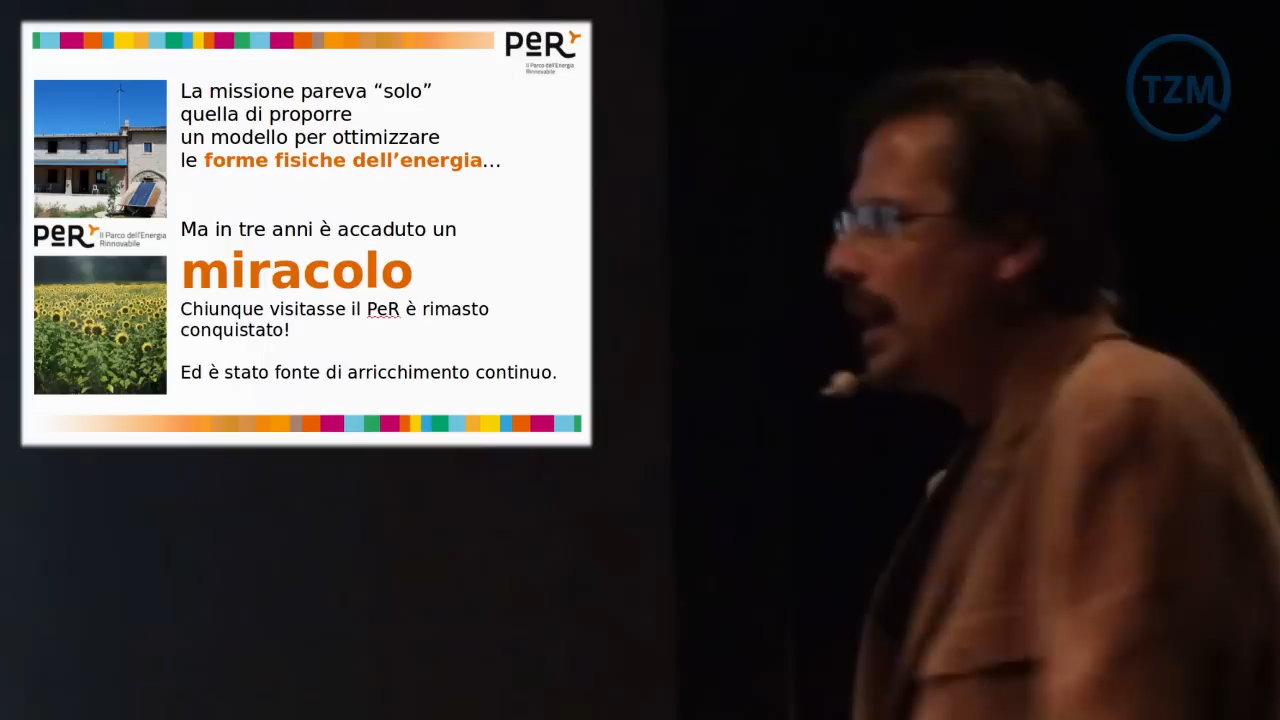 PeR
Il Parco dell'Energia
Rinnovabile
La missione pareva “solo”
quella di proporre
un modello per ottimizzare
le forme fisiche dell’energia…
PeR Il Parco dell'Energia
Rinnovabile
Ma in tre anni è accaduto un
miracolo
Chiunque visitasse il PeR è rimasto
conquistato!
Ed è stato fonte di arricchimento continuo.
TZM